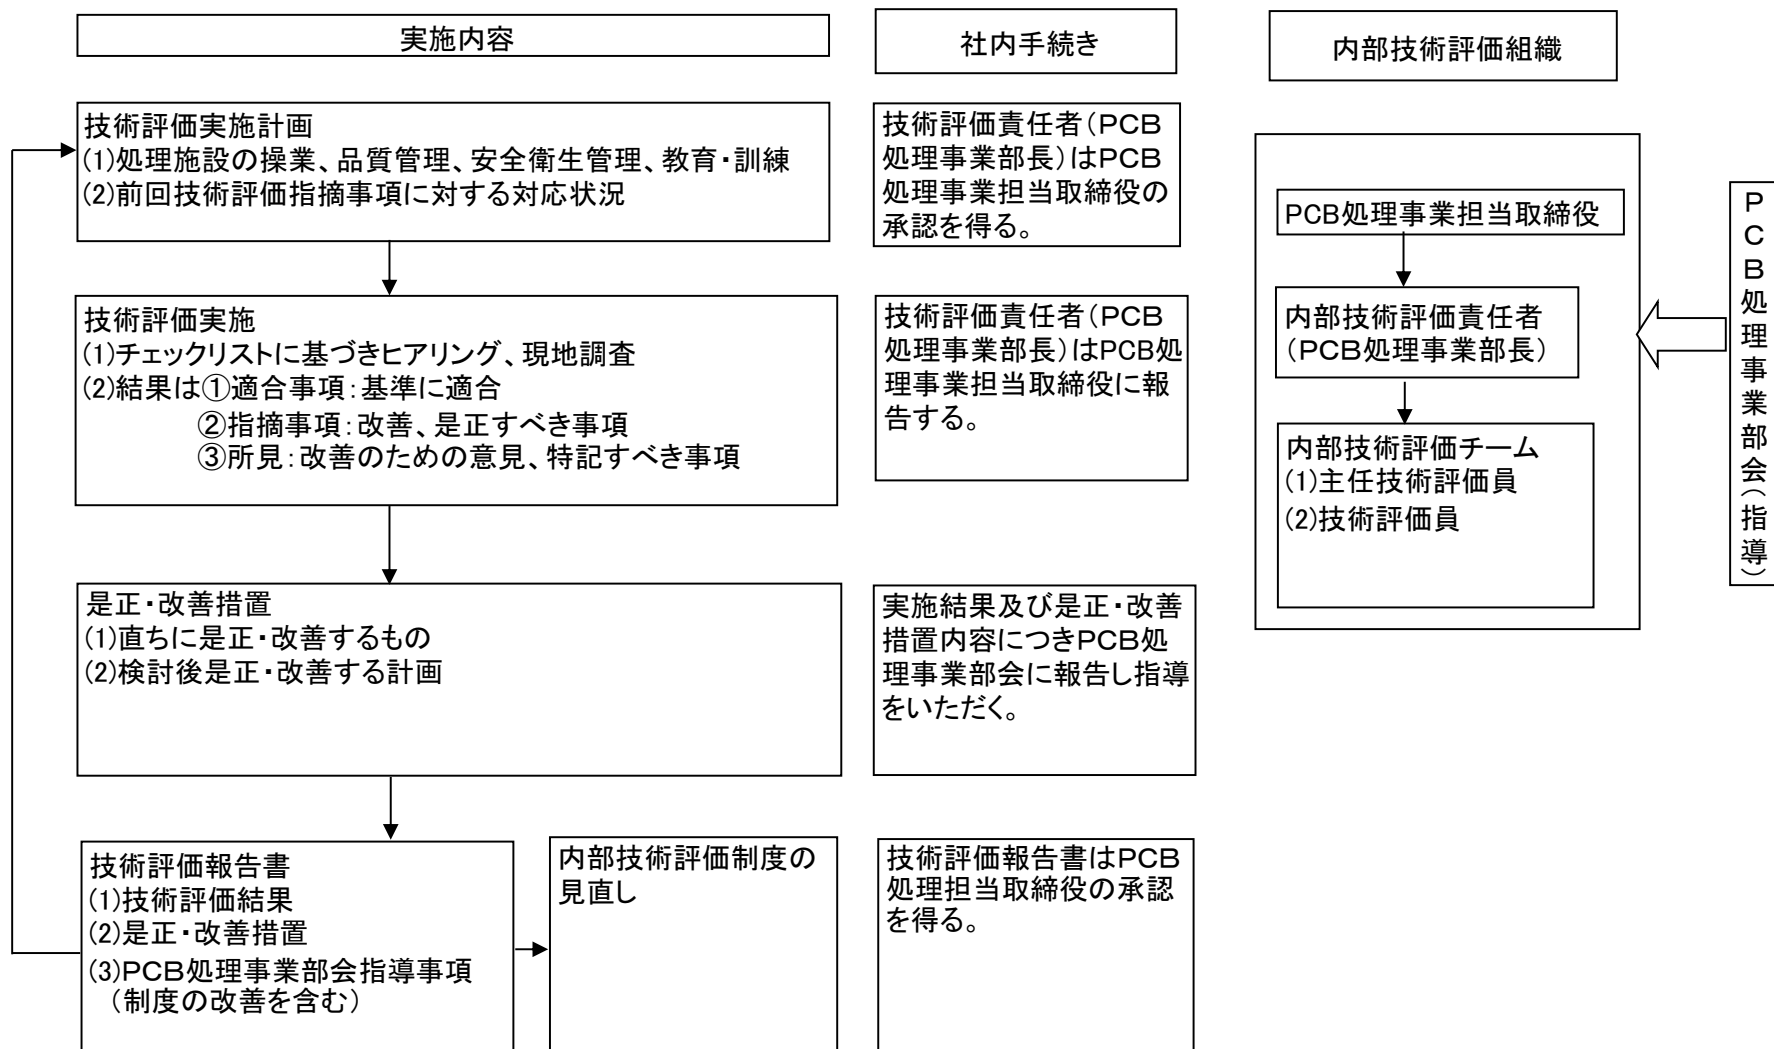 実施内容
社内手続き
内部技術評価組織
技術評価実施計画
(1)処理施設の操業、品質管理、安全衛生管理、教育・訓練
(2)前回技術評価指摘事項に対する対応状況
技術評価責任者(PCB
処理事業部長)はPCB
処理事業担当取締役の
承認を得る。
技術評価実施
(1)チェックリストに基づきヒアリング、現地調査
(2)結果は①適合事項:基準に適合
②指摘事項:改善、是正すべき事項
③所見:改善のための意見、特記すべき事項
技術評価責任者(PCB
処理事業部長)はPCB処
理事業担当取締役に報
告する。
是正・改善措置
(1)直ちに是正・改善するもの
(2)検討後是正・改善する計画
実施結果及び是正・改善
措置内容につきPCB処
理事業部会に報告し指導
をいただく。
技術評価報告書
(1)技術評価結果
(2)是正・改善措置
(3)PCB処理事業部会指導事項
(制度の改善を含む)
内部技術評価制度の
見直し
技術評価報告書はPCB
処理担当取締役の承認
を得る。
PCB処理事業担当取締役
内部技術評価責任者
(PCB処理事業部長)
内部技術評価チーム
(1)主任技術評価員
(2)技術評価員
PCB処理事業部会(指導)